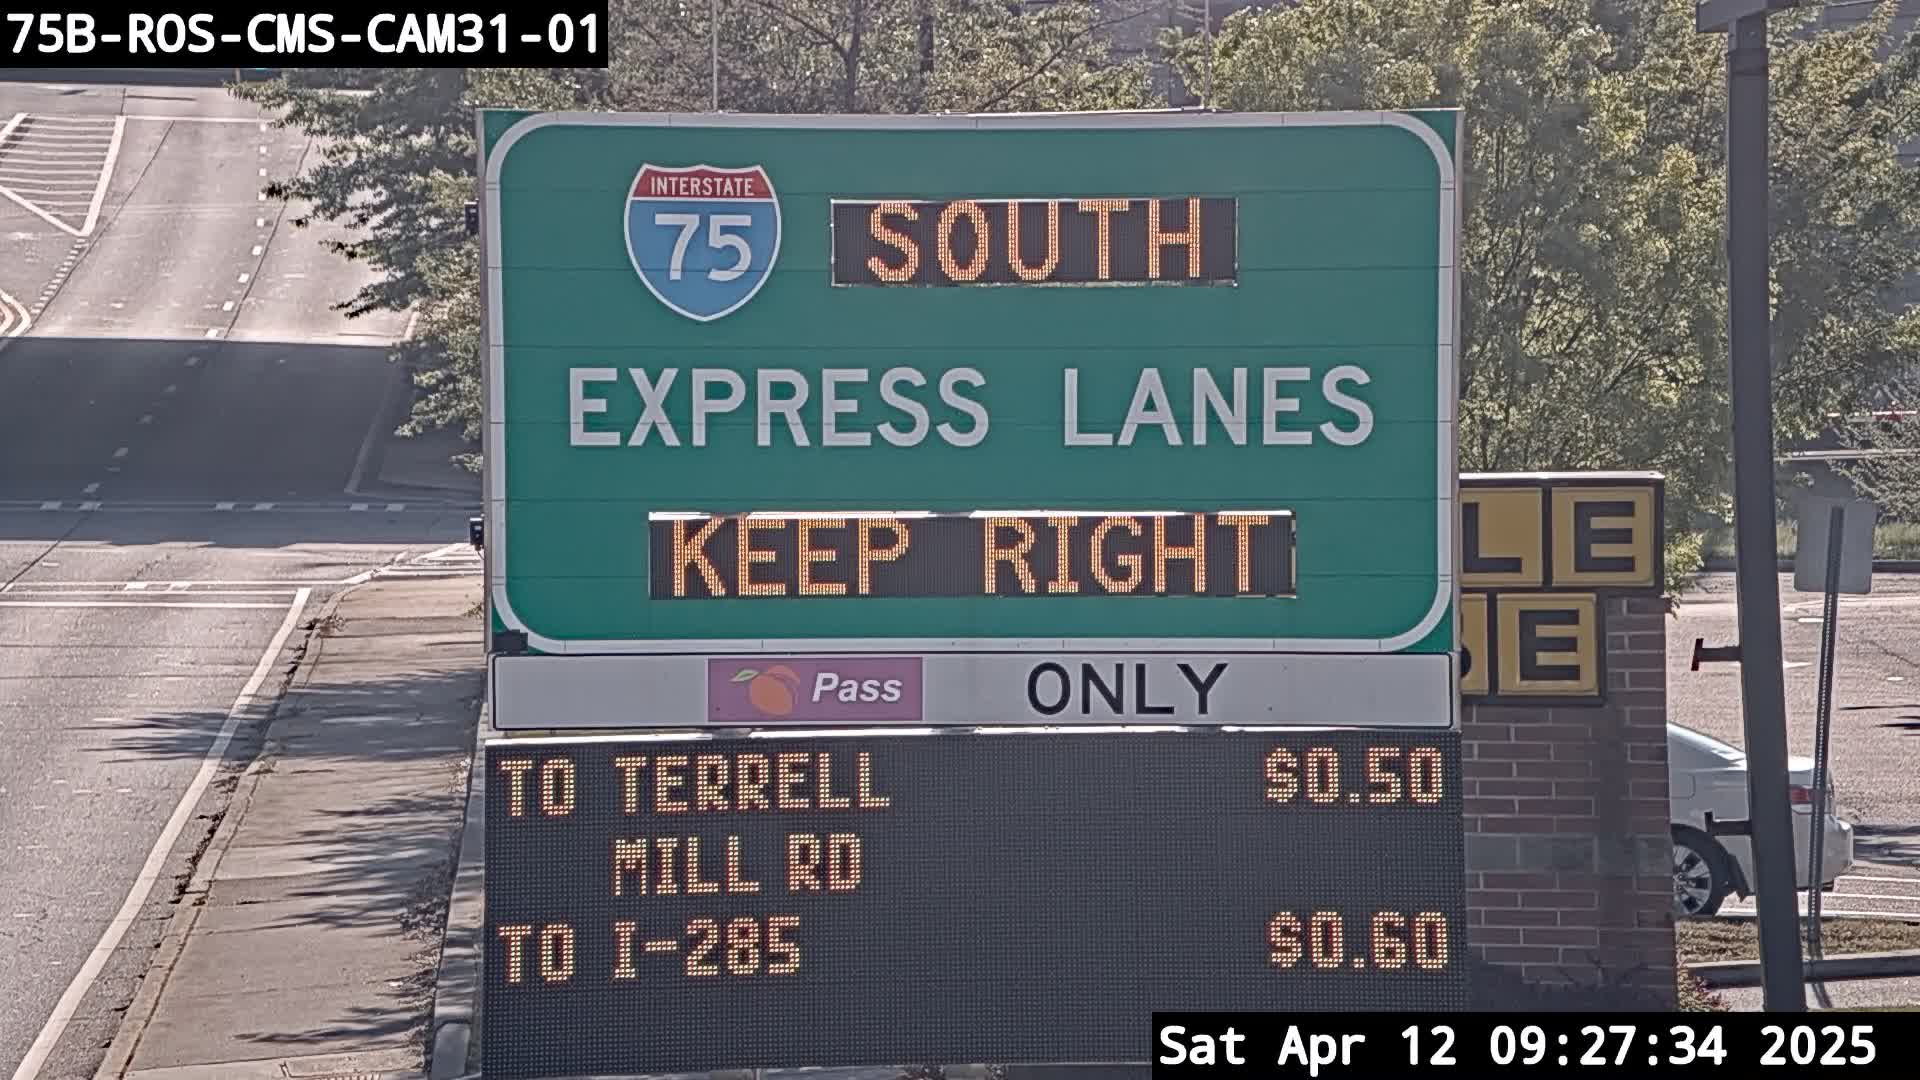 75B-ROS-CMS-CAM31-01
INTERSTATE
75
SOUTH
EXPRESS LANES
KEEP RIGHT
Pass ONLY
TO TERRELL $0.50
MILL RD
TO I-285 $0.60
LE
E
Sat Apr 12 09:27:34 2025